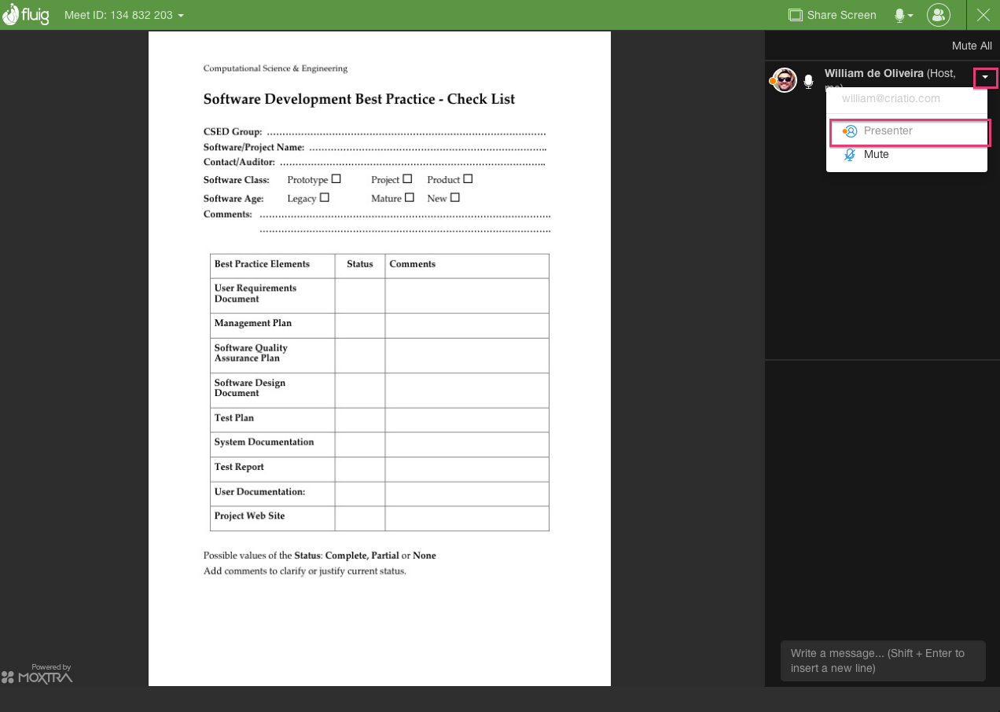 fluig Meet ID: 134 832 203 Share Screen
Mute All
William de Oliveira (Host,
me)
william@criatio.com
Presenter
Mute
Computational Science & Engineering
Software Development Best Practice - Check List
CSED Group: ..........................................................................................
Software/Project Name: .............................................................................
Contact/Auditor: ......................................................................................
Software Class: Prototype ☐ Project ☐ Product ☐
Software Age: Legacy ☐ Mature ☐ New ☐
Comments: ..............................................................................................
..............................................................................................
Best Practice Elements Status Comments
User Requirements
Document
Management Plan
Software Quality
Assurance Plan
Software Design
Document
Test Plan
System Documentation
Test Report
User Documentation:
Project Web Site
Possible values of the Status: Complete, Partial or None
Add comments to clarify or justify current status.
Write a message... (Shift + Enter to
insert a new line)
Powered by
MOXTRA